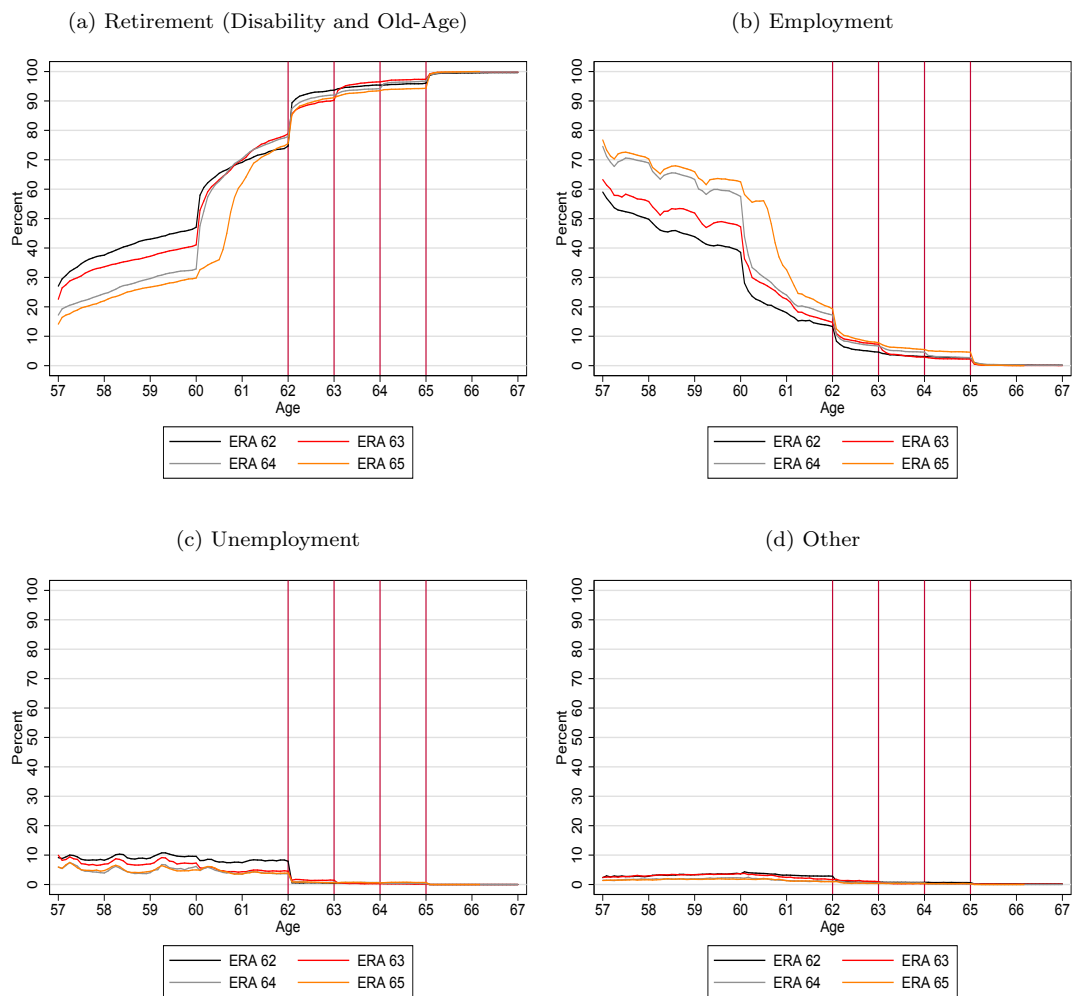 (a) Retirement (Disability and Old-Age)
Percent
0 10 20 30 40 50 60 70 80 90 100
57 58 59 60 61 62 63 64 65 66 67
Age
ERA 62 ERA 63
ERA 64 ERA 65
(b) Employment
Percent
0 10 20 30 40 50 60 70 80 90 100
57 58 59 60 61 62 63 64 65 66 67
Age
ERA 62 ERA 63
ERA 64 ERA 65
(c) Unemployment
Percent
0 10 20 30 40 50 60 70 80 90 100
57 58 59 60 61 62 63 64 65 66 67
Age
ERA 62 ERA 63
ERA 64 ERA 65
(d) Other
Percent
0 10 20 30 40 50 60 70 80 90 100
57 58 59 60 61 62 63 64 65 66 67
Age
ERA 62 ERA 63
ERA 64 ERA 65